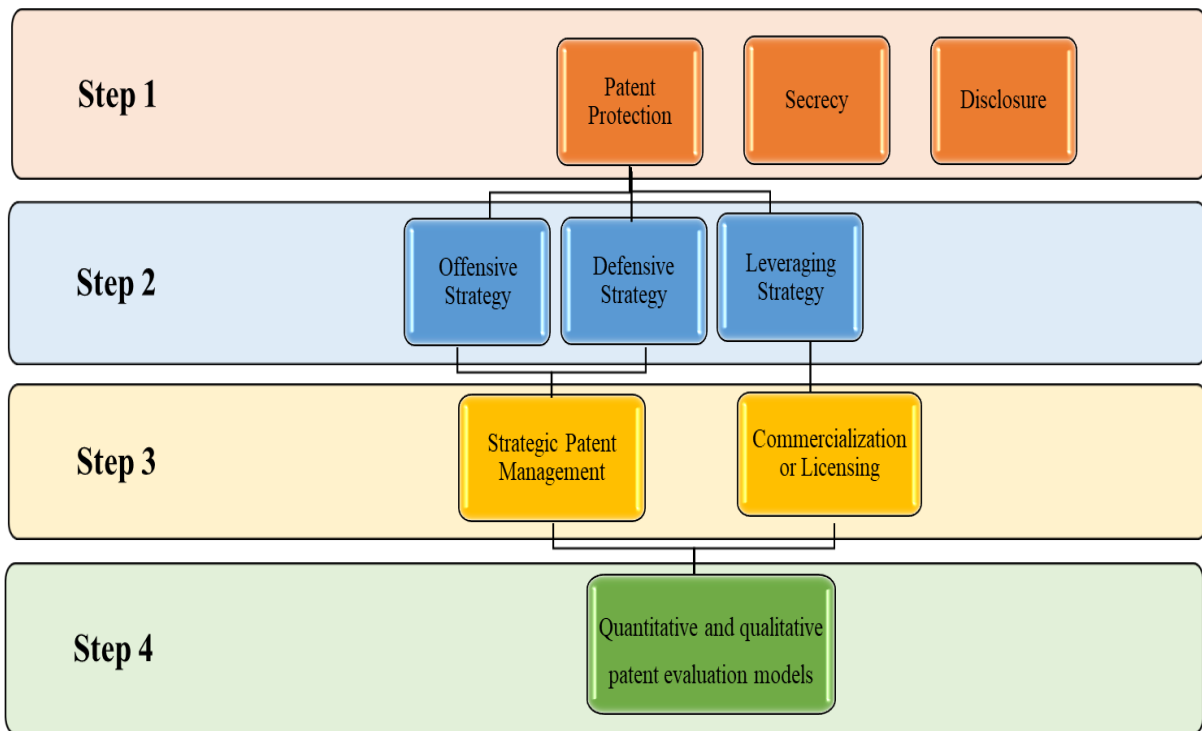 Step 1
Patent
Protection
Secrecy
Disclosure
Step 2
Offensive
Strategy
Defensive
Strategy
Leveraging
Strategy
Step 3
Strategic Patent
Management
Commercialization
or Licensing
Step 4
Quantitative and qualitative
patent evaluation models